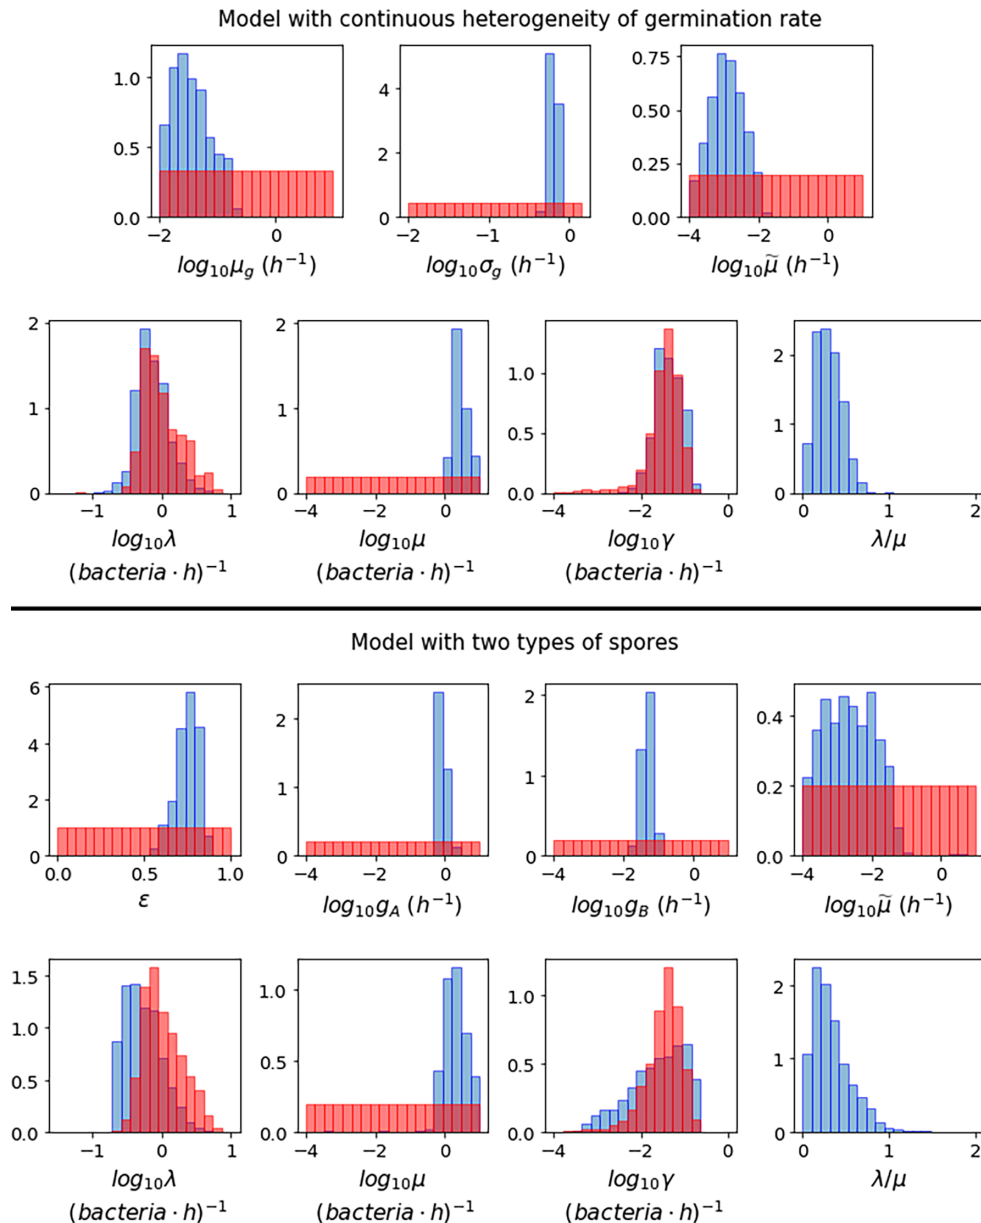 Model with continuous heterogeneity of germination rate
1.0
0.5
0.0
−2 0
log₁₀μ_g (h⁻¹)
4
2
0
−2 −1 0
log₁₀σ_g (h⁻¹)
0.75
0.50
0.25
0.00
−4 −2 0
log₁₀μ̃ (h⁻¹)
2
1
0
−1 0 1
log₁₀λ
(bacteria · h)⁻¹
2
1
0
−4 −2 0
log₁₀μ
(bacteria · h)⁻¹
1.0
0.5
0.0
−4 −2 0
log₁₀γ
(bacteria · h)⁻¹
2
1
0
0 1 2
λ/μ
Model with two types of spores
6
4
2
0
0.0 0.5 1.0
ε
2
1
0
−4 −2 0
log₁₀g_A (h⁻¹)
2
1
0
−4 −2 0
log₁₀g_B (h⁻¹)
0.4
0.2
0.0
−4 −2 0
log₁₀μ̃ (h⁻¹)
1.5
1.0
0.5
0.0
−1 0 1
log₁₀λ
(bacteria · h)⁻¹
1.0
0.5
0.0
−4 −2 0
log₁₀μ
(bacteria · h)⁻¹
1.0
0.5
0.0
−4 −2 0
log₁₀γ
(bacteria · h)⁻¹
2
1
0
0 1 2
λ/μ